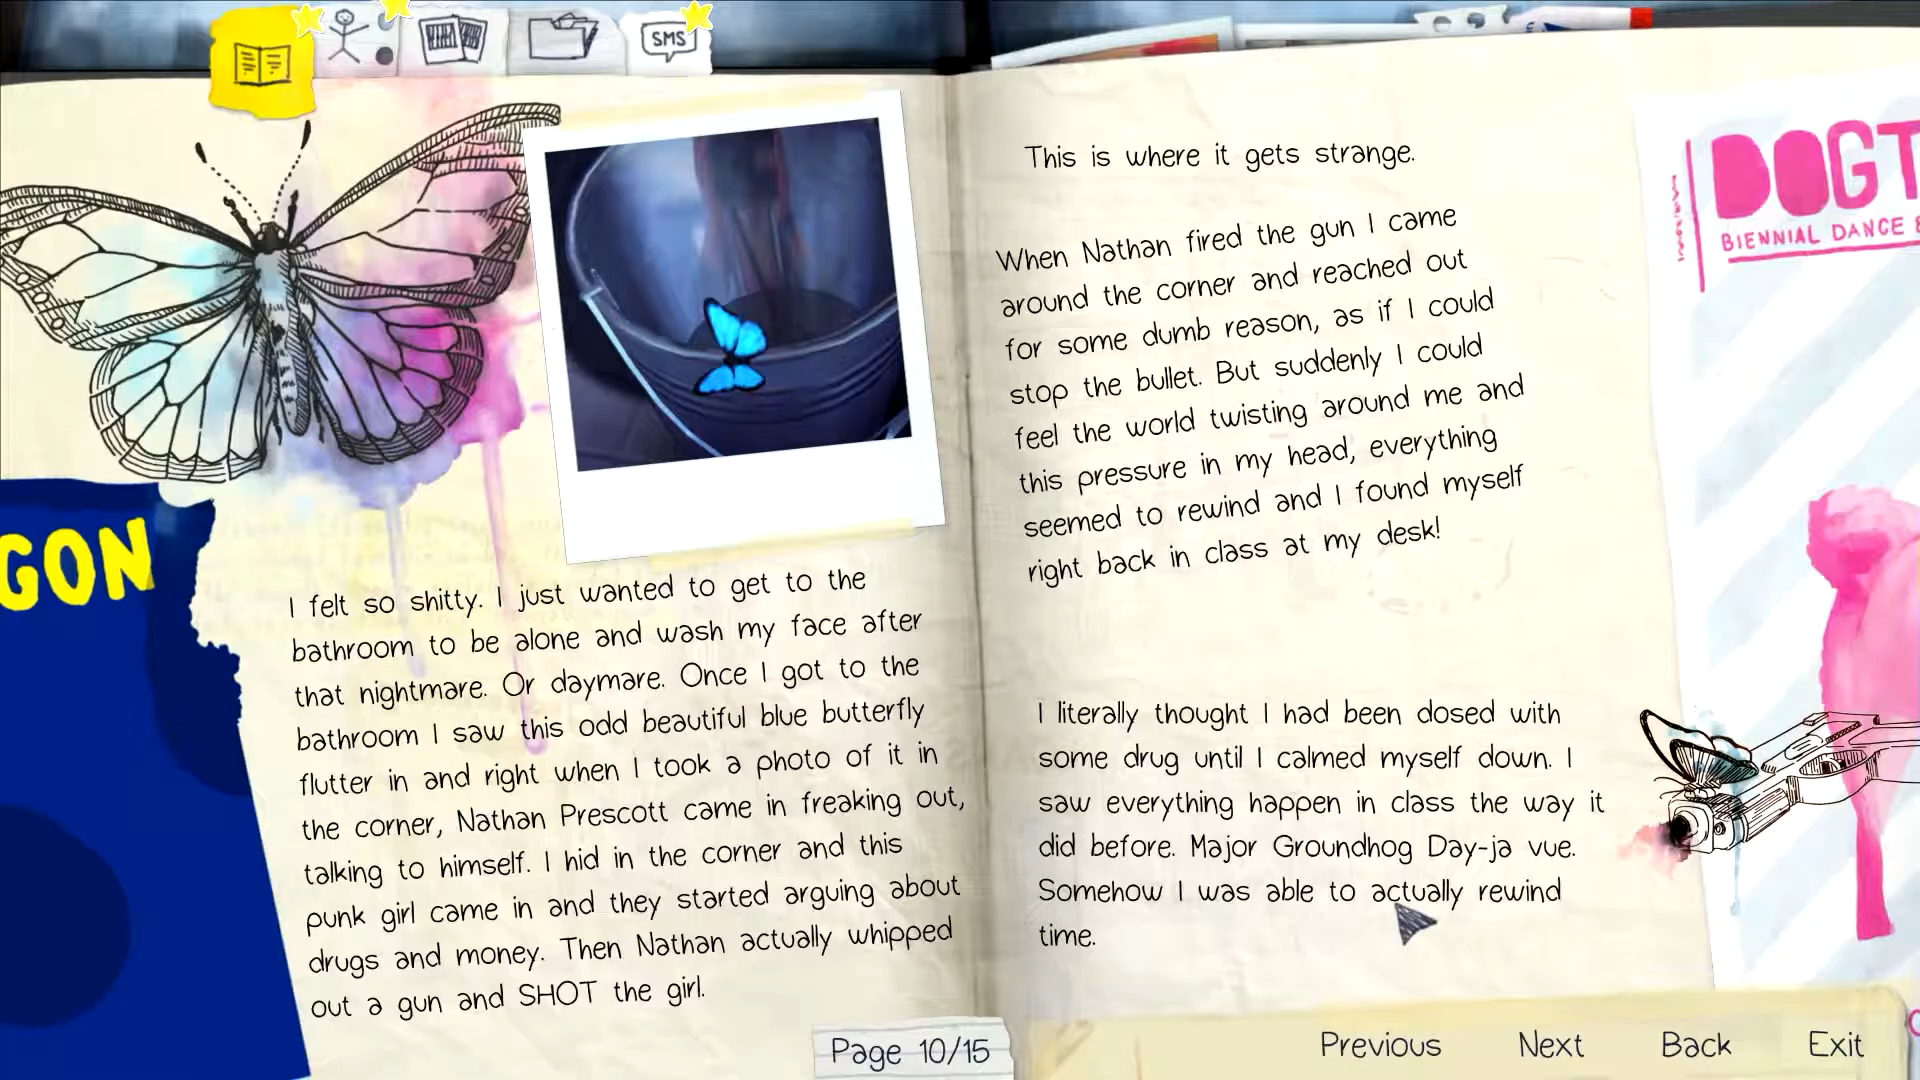 SMS
GON
I felt so shitty. I just wanted to get to the
bathroom to be alone and wash my face after
that nightmare. Or daymare. Once I got to the
bathroom I saw this odd beautiful blue butterfly
flutter in and right when I took a photo of it in
the corner, Nathan Prescott came in freaking out,
talking to himself. I hid in the corner and this
punk girl came in and they started arguing about
drugs and money. Then Nathan actually whipped
out a gun and SHOT the girl.
This is where it gets strange.
When Nathan fired the gun I came
around the corner and reached out
for some dumb reason, as if I could
stop the bullet. But suddenly I could
feel the world twisting around me and
this pressure in my head, everything
seemed to rewind and I found myself
right back in class at my desk!
I literally thought I had been dosed with
some drug until I calmed myself down. I
saw everything happen in class the way it
did before. Major Groundhog Day-ja vue.
Somehow I was able to actually rewind
time.
DOGT
BIENNIAL DANCE &
Page 10/15
Previous Next Back Exit